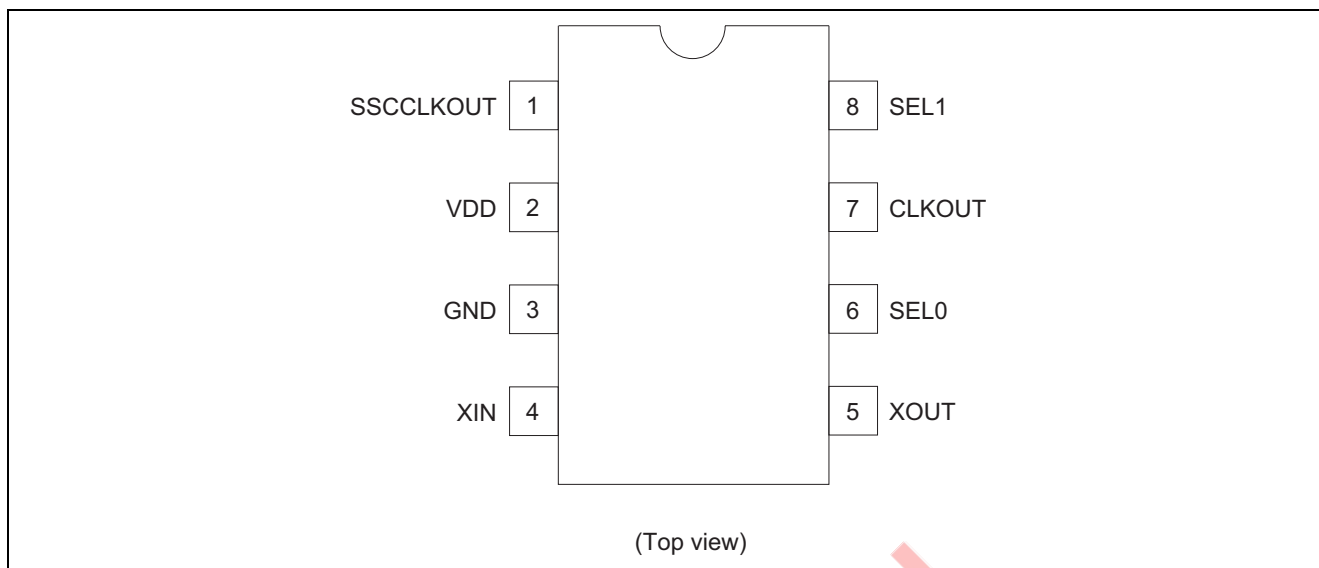 SSCCLKOUT 1 8 SEL1
VDD 2 7 CLKOUT
GND 3 6 SEL0
XIN 4 5 XOUT
(Top view)